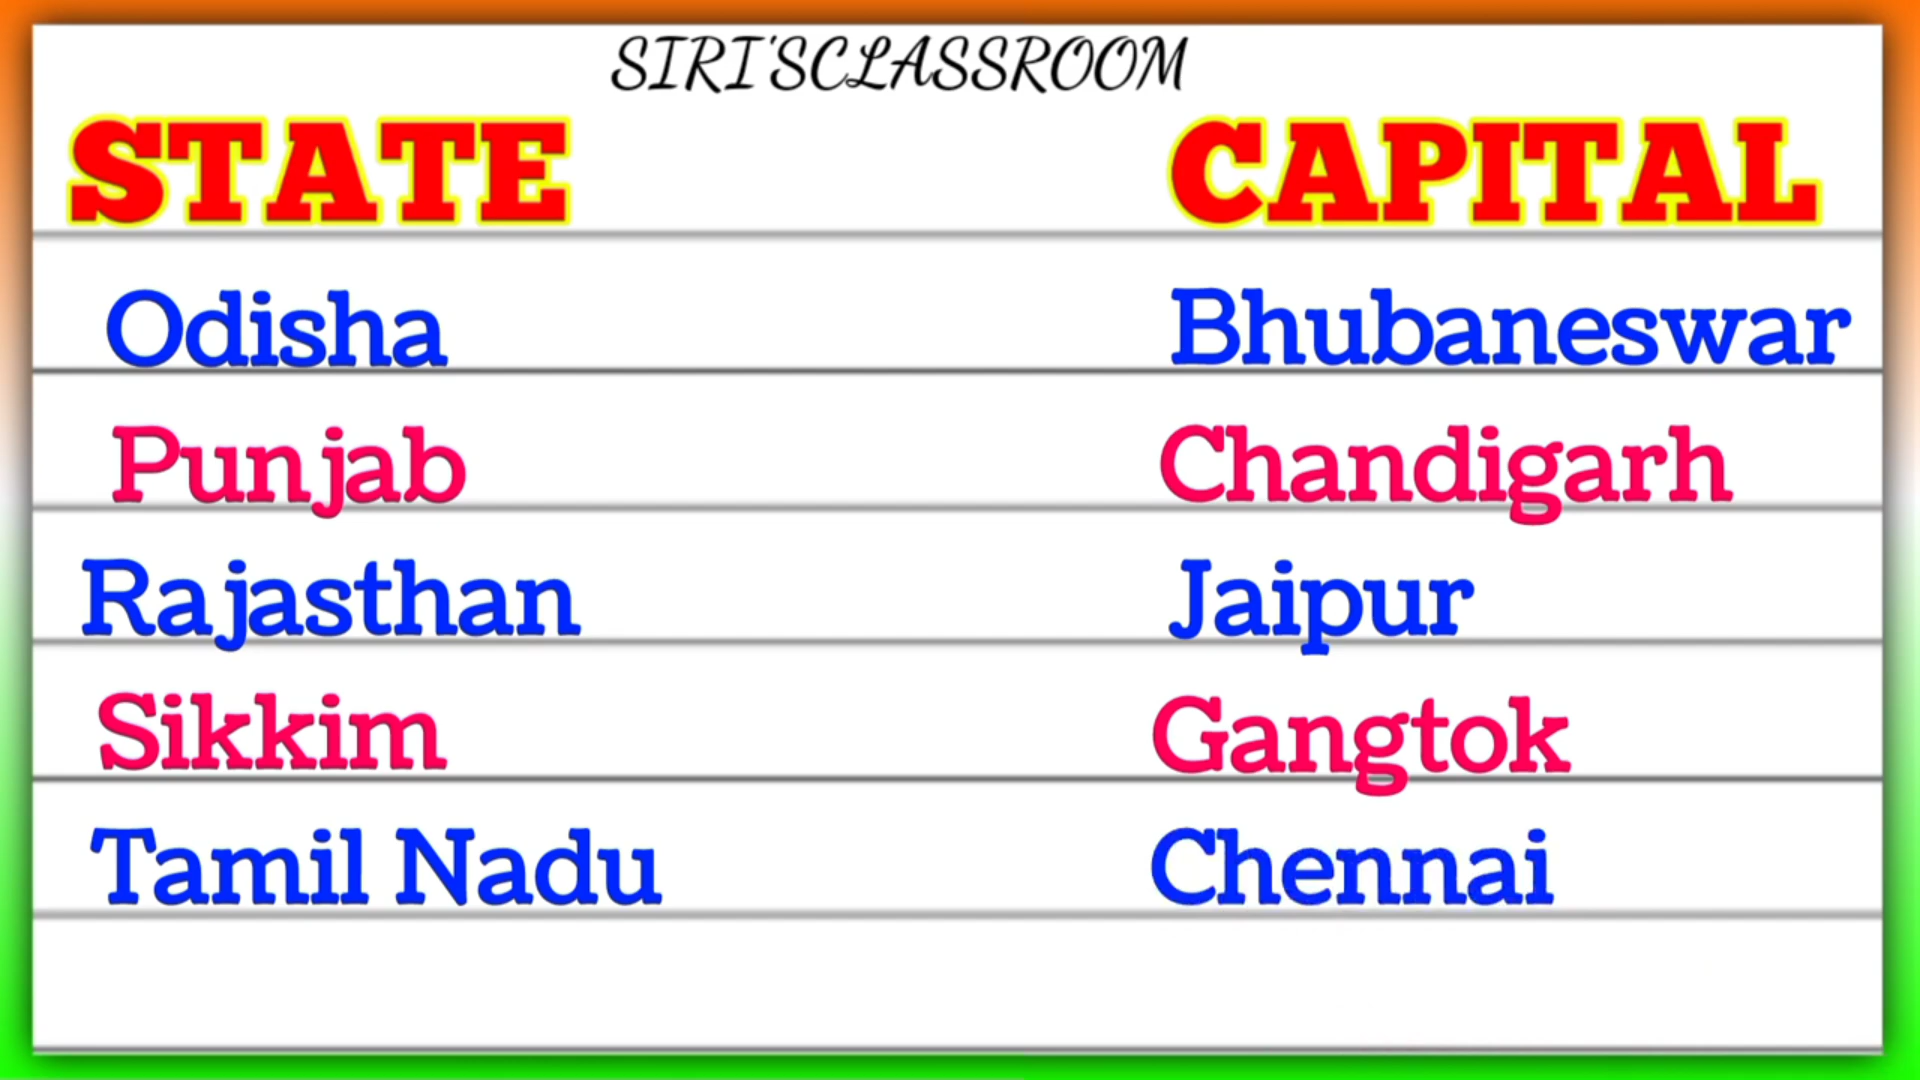 SIRI'SCLASSROOM
STATE CAPITAL
Odisha Bhubaneswar
Punjab Chandigarh
Rajasthan Jaipur
Sikkim Gangtok
Tamil Nadu Chennai